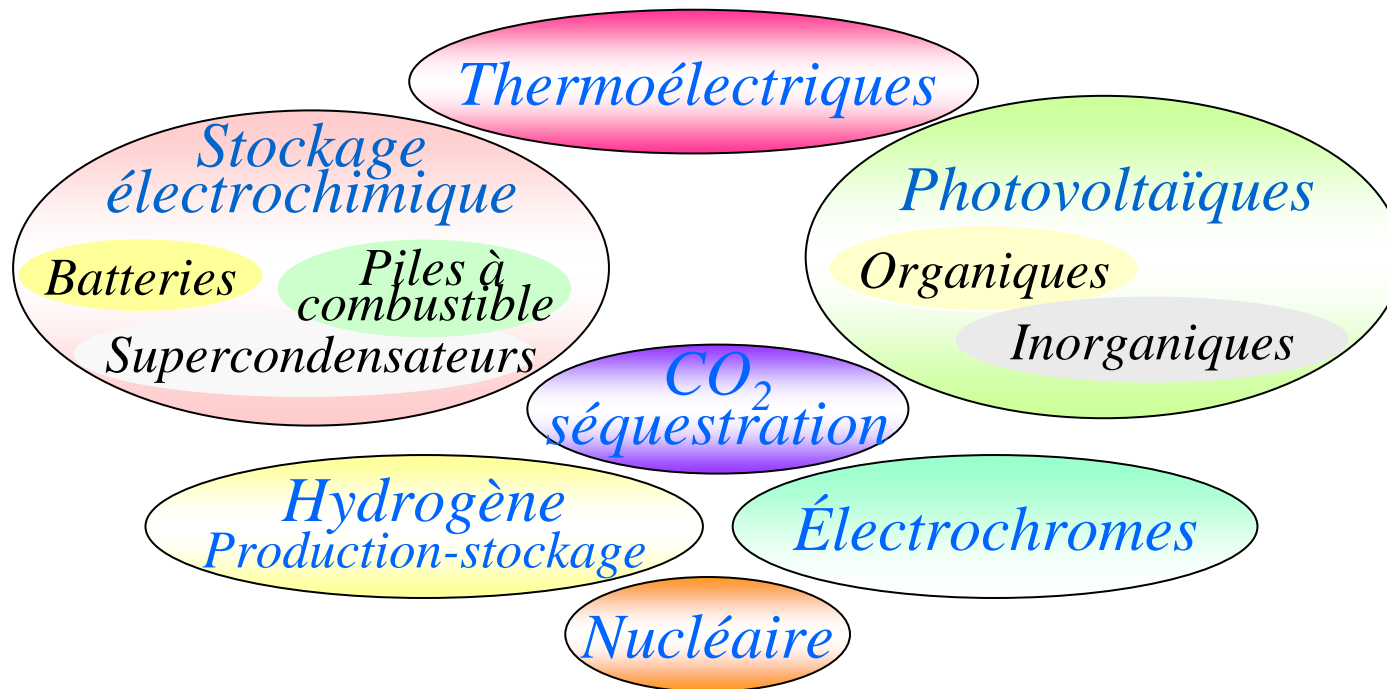 Thermoélectriques
Stockage
électrochimique
Batteries
Piles à
combustible
Supercondensateurs
Photovoltaïques
Organiques
Inorganiques
CO₂
séquestration
Hydrogène
Production-stockage
Électrochromes
Nucléaire